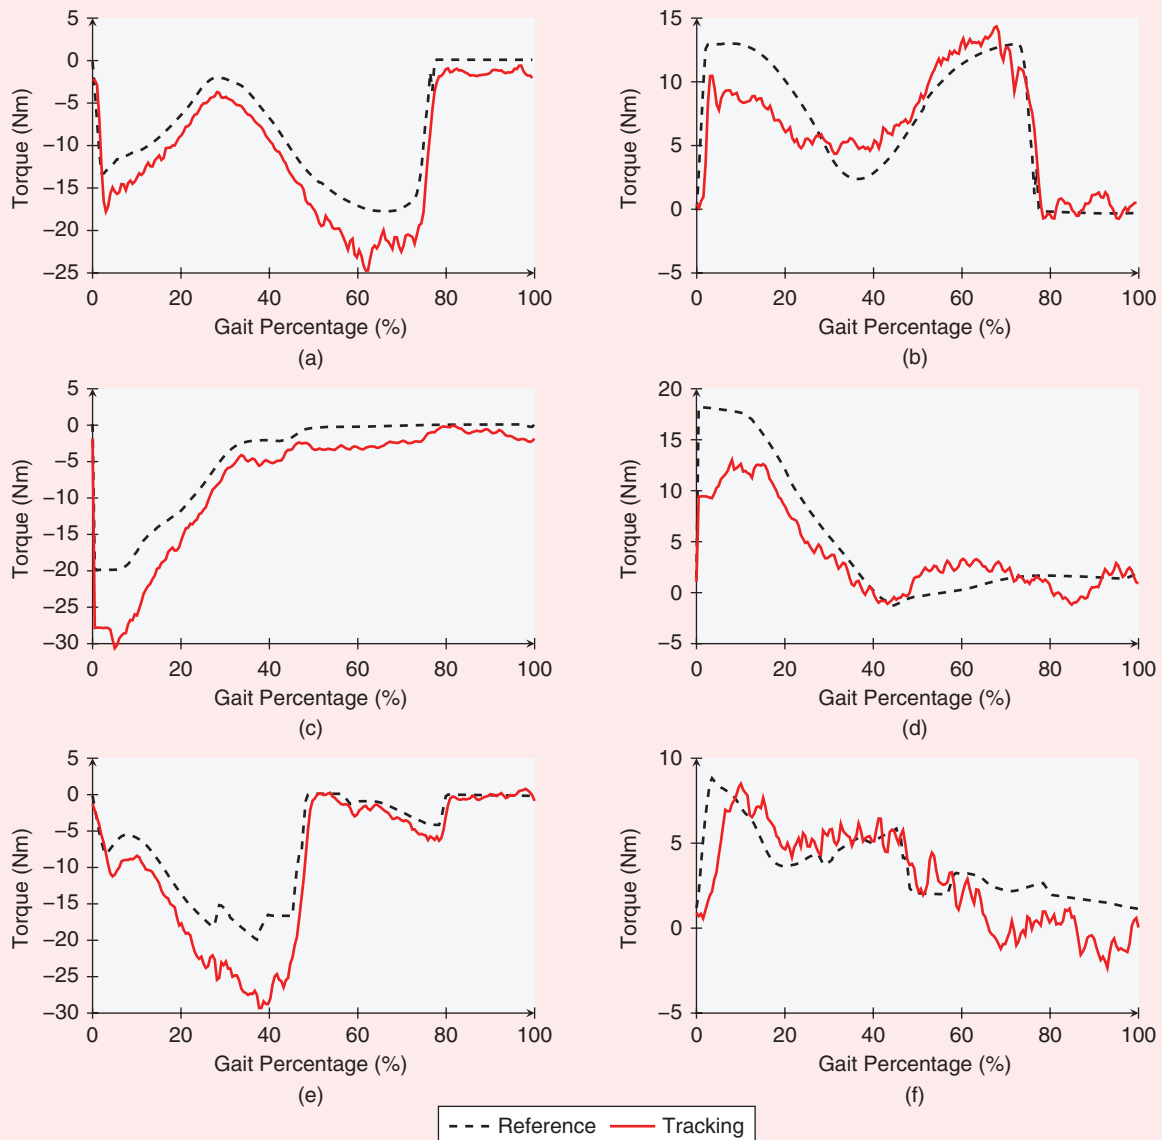 5
0
−5
−10
−15
−20
−25
Torque (Nm)
0 20 40 60 80 100
Gait Percentage (%)
(a)
15
10
5
0
−5
Torque (Nm)
0 20 40 60 80 100
Gait Percentage (%)
(b)
5
0
−5
−10
−15
−20
−25
−30
Torque (Nm)
0 20 40 60 80 100
Gait Percentage (%)
(c)
20
15
10
5
0
−5
Torque (Nm)
0 20 40 60 80 100
Gait Percentage (%)
(d)
5
0
−5
−10
−15
−20
−25
−30
Torque (Nm)
0 20 40 60 80 100
Gait Percentage (%)
(e)
10
5
0
−5
Torque (Nm)
0 20 40 60 80 100
Gait Percentage (%)
(f)
Reference Tracking